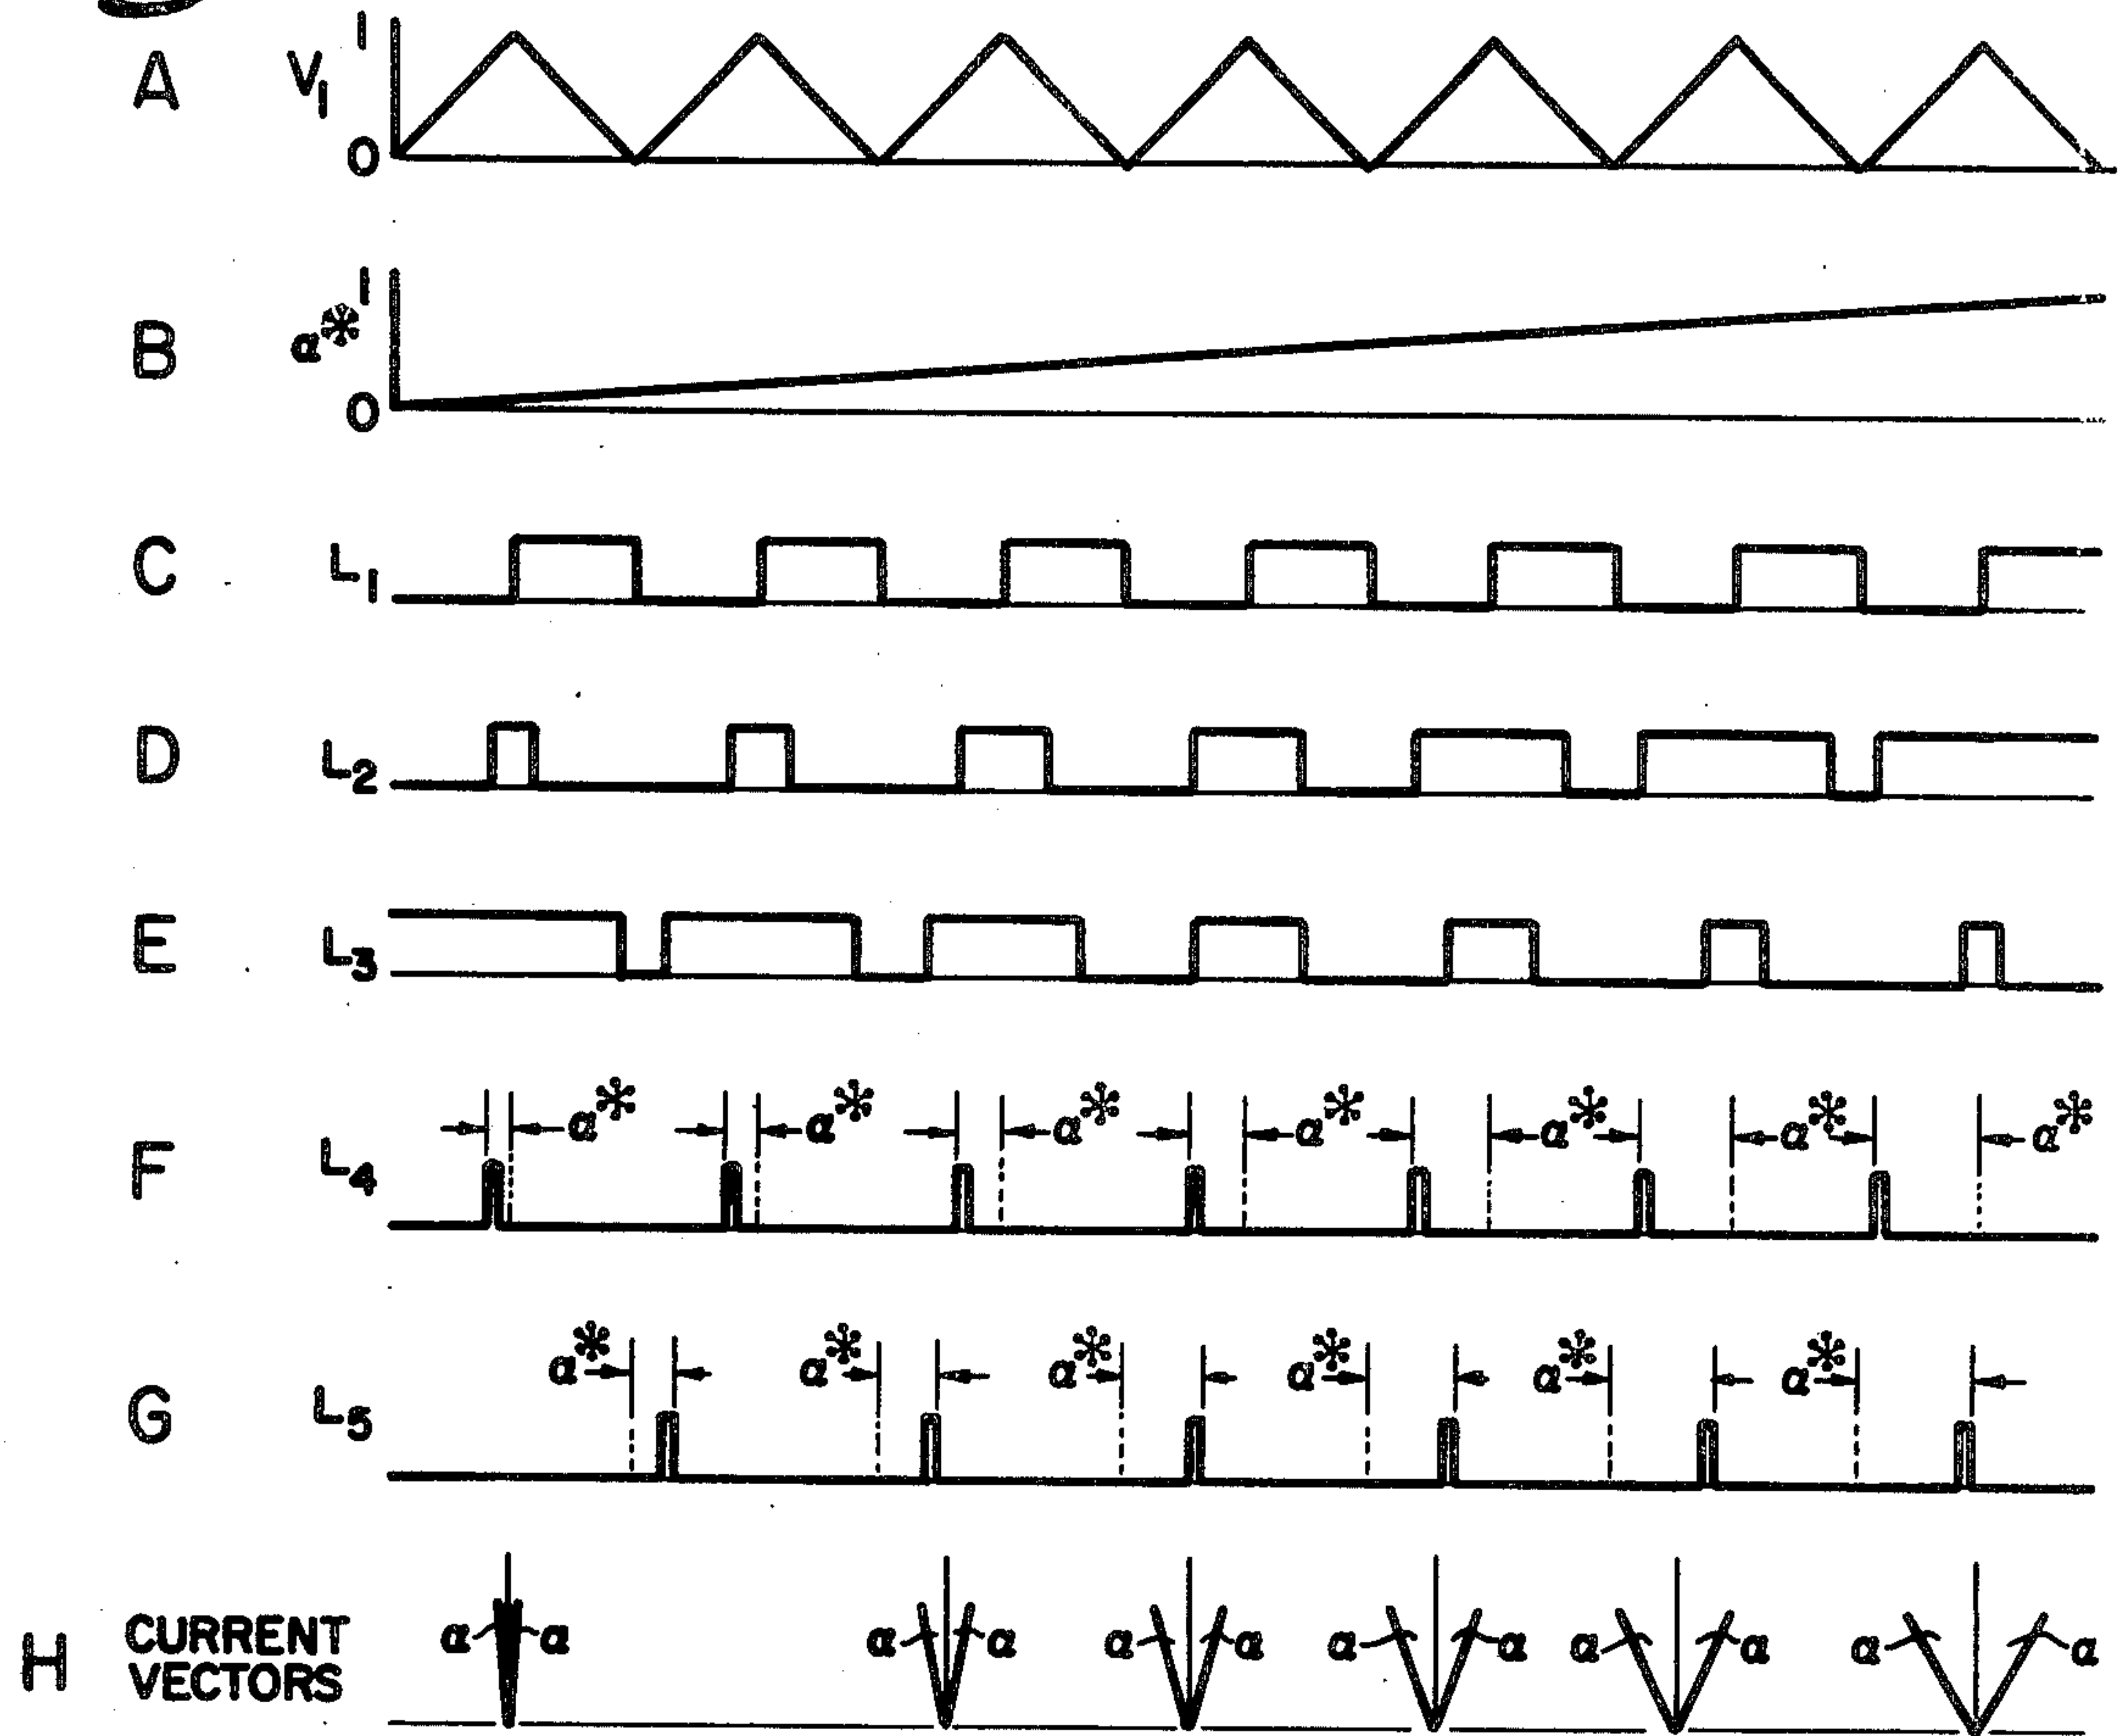 A V1 1 0
B α* 1 0
C L1
D L2
E L3
F L4 α* α* α* α* α* α* α*
G L5 α* α* α* α* α* α*
H CURRENT VECTORS α α α α α α α α α α α α